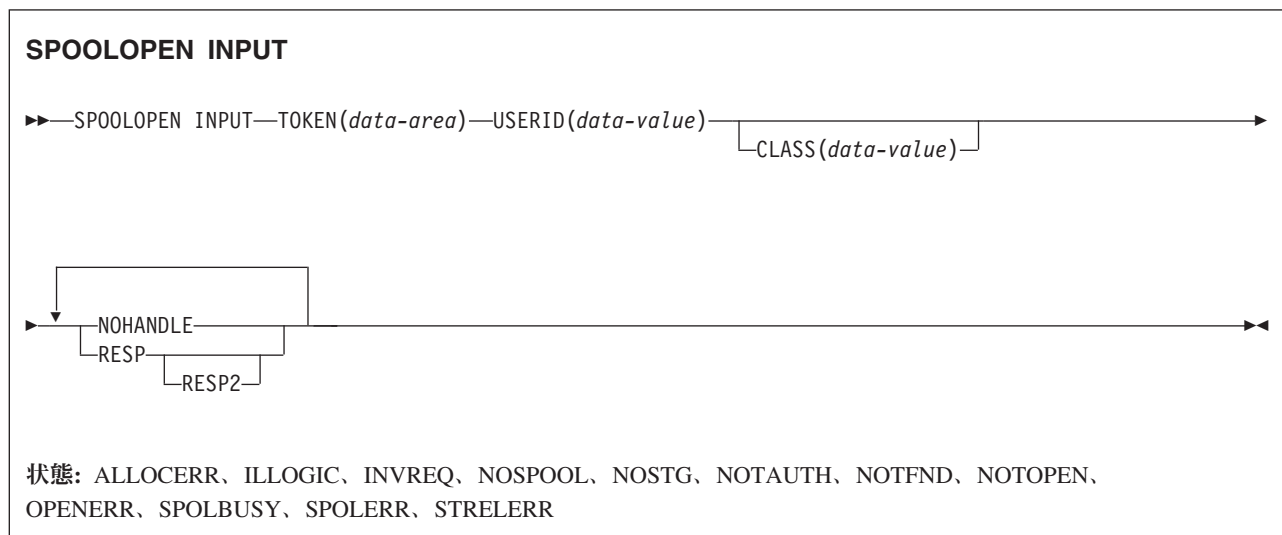 SPOOLOPEN INPUT
SPOOLOPEN INPUT TOKEN(data-area) USERID(data-value)
CLASS(data-value)
NOHANDLE
RESP
RESP2
状態: ALLOCERR、ILLOGIC、INVREQ、NOSPOOL、NOSTG、NOTAUTH、NOTFND、NOTOPEN、
OPENERR、SPOLBUSY、SPOLERR、STRELERR